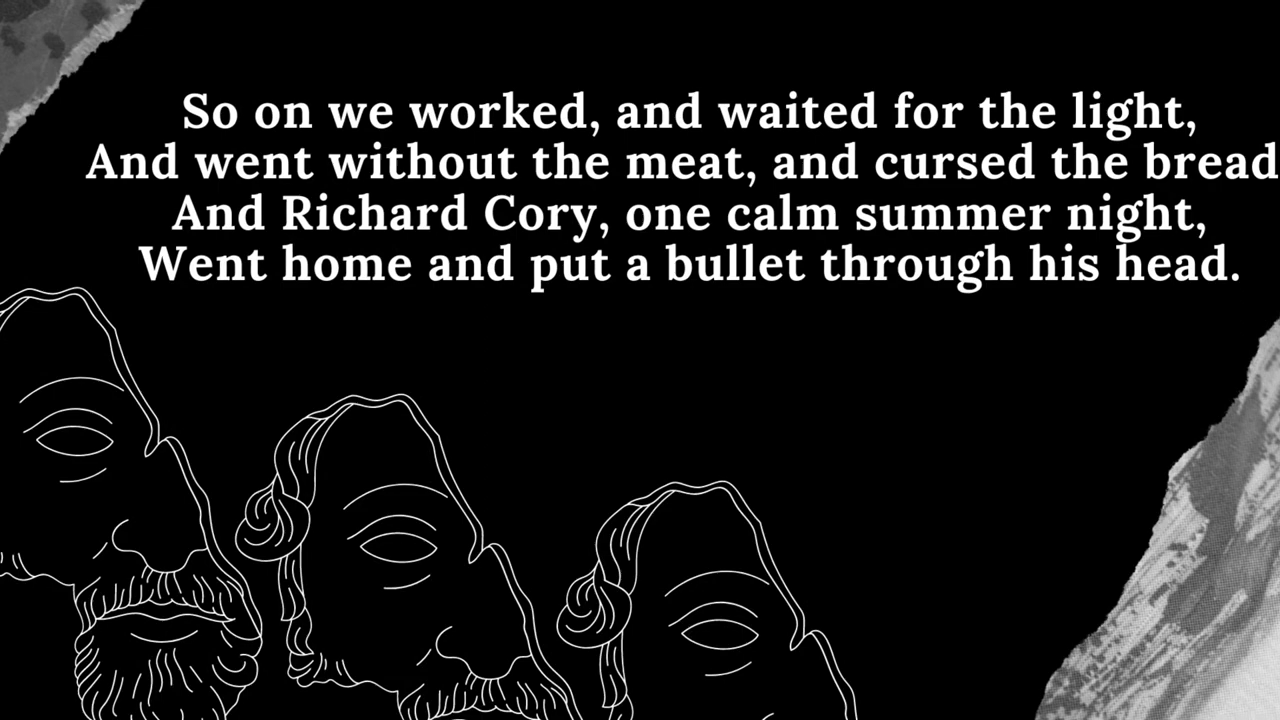 So on we worked, and waited for the light,
And went without the meat, and cursed the bread
And Richard Cory, one calm summer night,
Went home and put a bullet through his head.